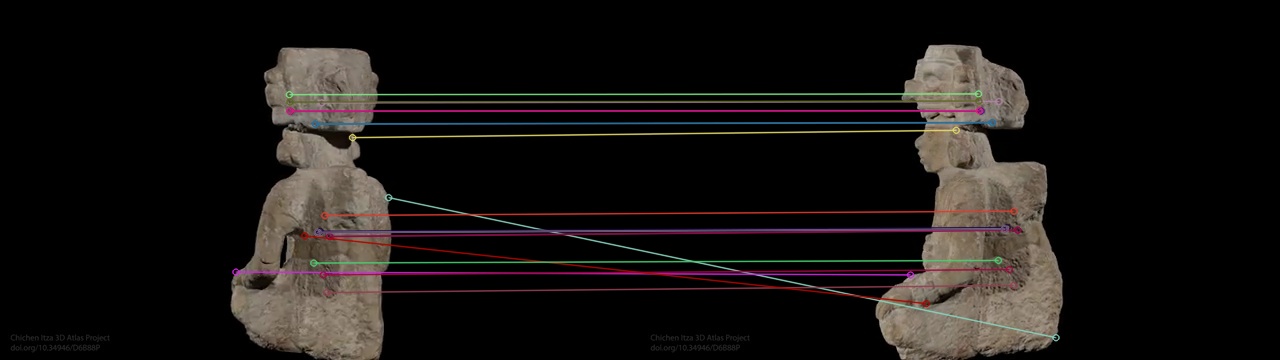 Chichen Itza 3D Atlas Project
doi.org/10.34946/D6B88P
Chichen Itza 3D Atlas Project
doi.org/10.34946/D6B88P